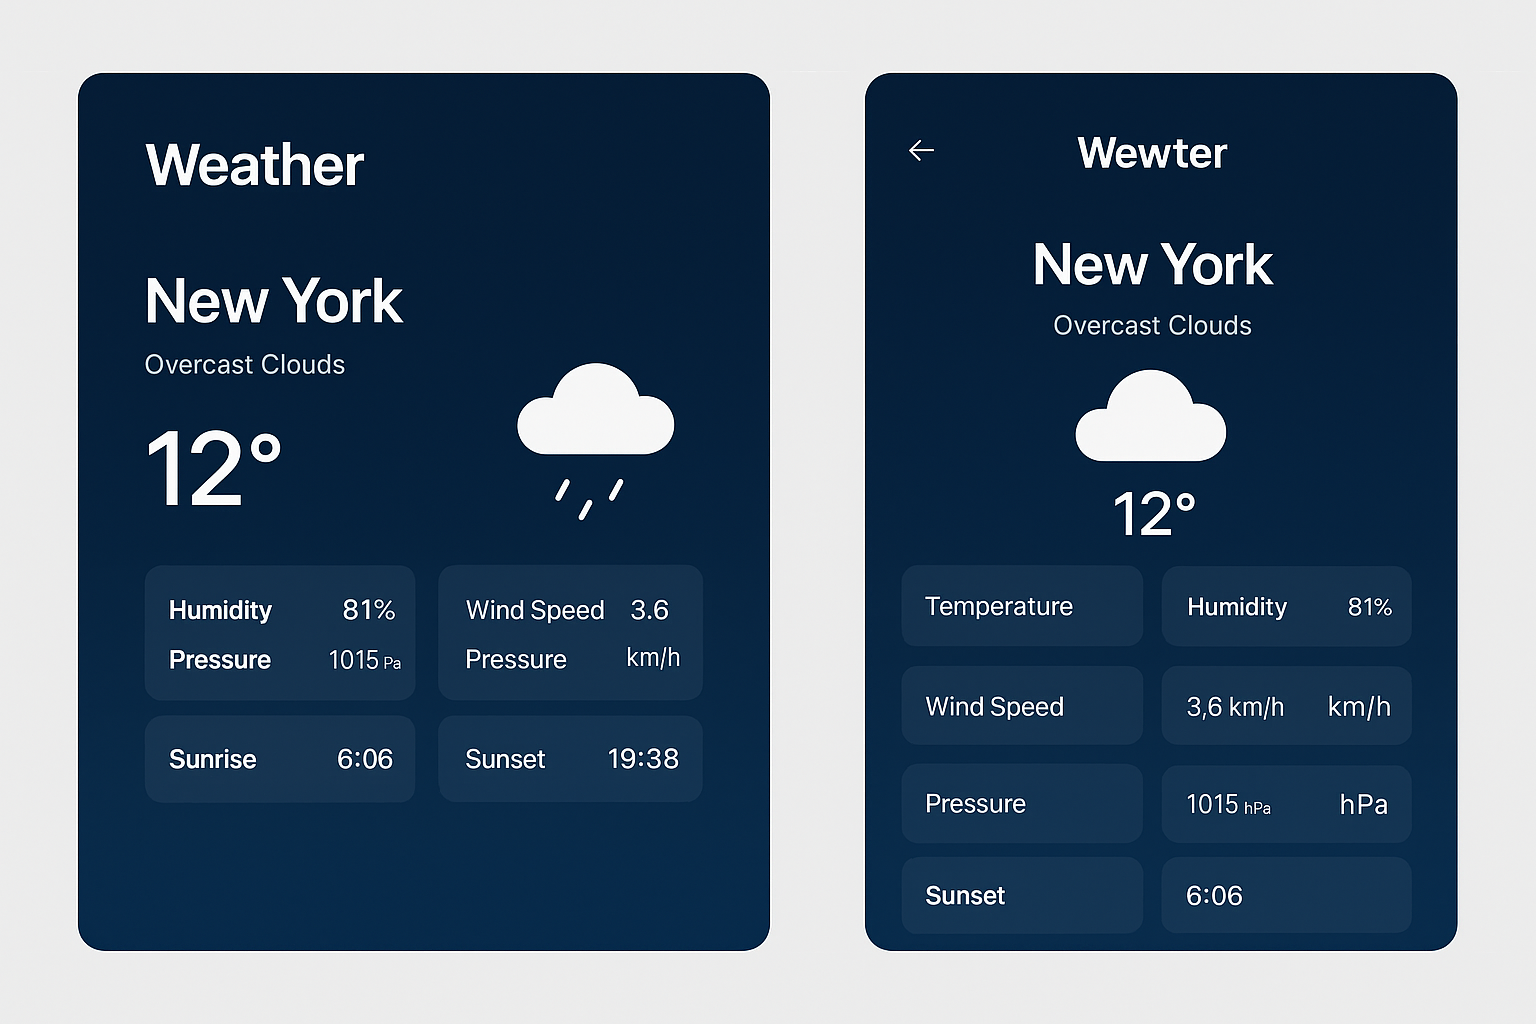 Weather
New York
Overcast Clouds
12°
Humidity 81%
Pressure 1015 Pa
Wind Speed 3.6
Pressure km/h
Sunrise 6:06
Sunset 19:38
Wewter
New York
Overcast Clouds
12°
Temperature
Humidity 81%
Wind Speed
3,6 km/h km/h
Pressure
1015 hPa hPa
Sunset
6:06